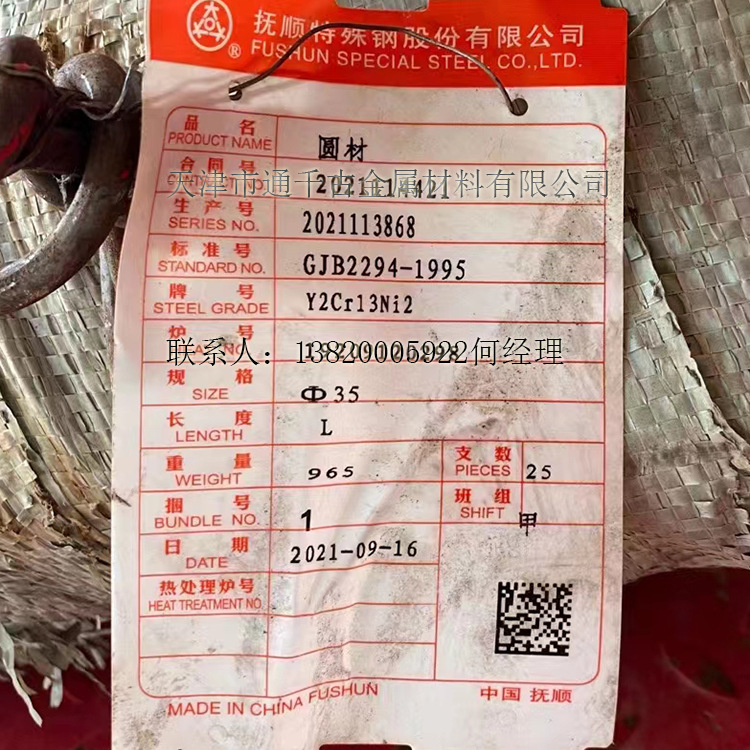 抚顺特殊钢股份有限公司
® FUSHUN SPECIAL STEEL CO.,LTD.
品 名 圆材
PRODUCT NAME
合同号
天津市通千古金属材料有限公司
生产号 2021113868
SERIES NO.
标准号 GJB2294-1995
STANDARD NO.
牌 号 Y2Cr13Ni2
STEEL GRADE
炉 号
联系人：13820005922何经理
规 格 Φ35
SIZE
长 度 L
LENGTH
重 量 965 支 数 25
WEIGHT PIECES
捆 号 1 班 组 甲
BUNDLE NO. SHIFT
日 期 2021-09-16
DATE
热处理炉号
HEAT TREATMENT NO.
MADE IN CHINA FUSHUN 中国 抚顺